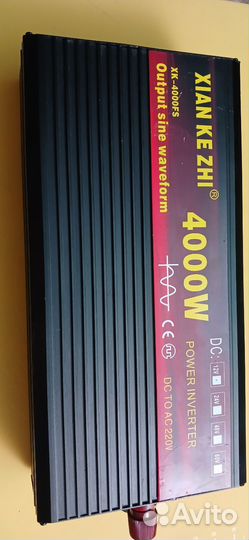 XIAN KE ZHI®
XK-4000FS
Output sine waveform
4000W
CE
DC: 12V
24V
48V
60V
POWER INVERTER
DC TO AC 220V
Avito